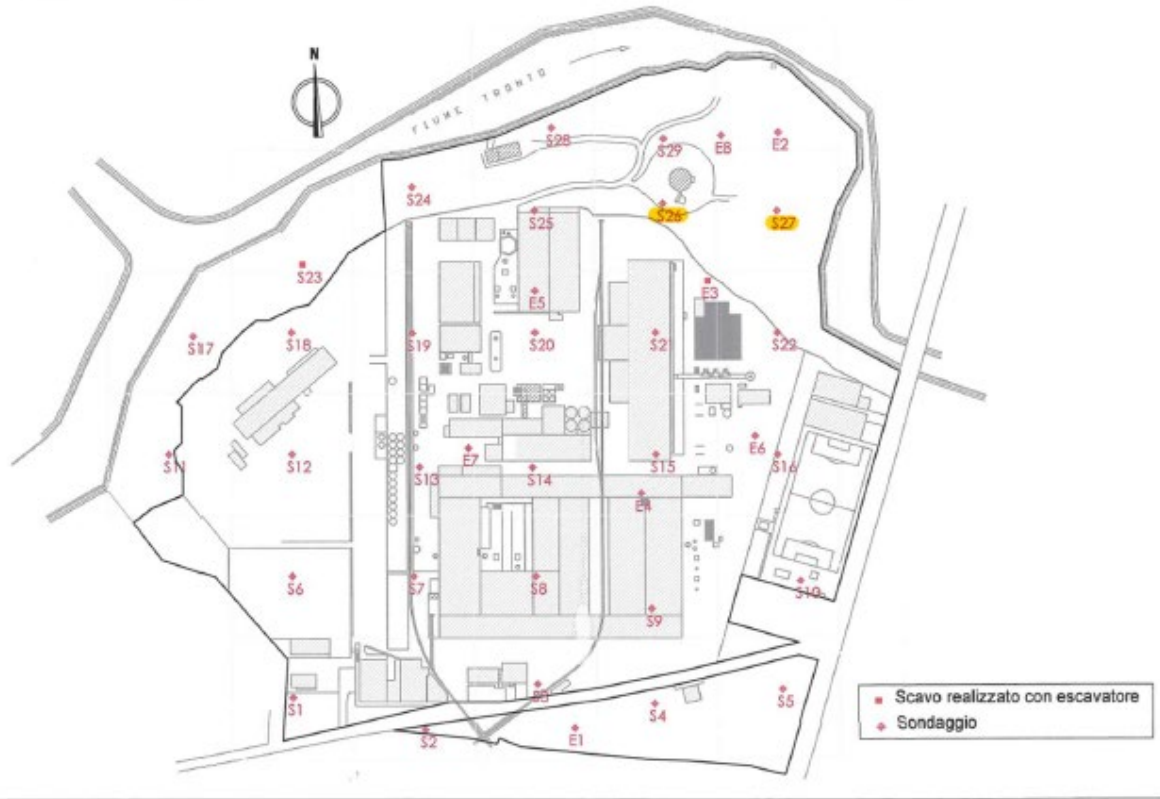 N
FIUME TRONTO
S28
S29
E8
E2
S24
S25
S26
S27
S23
E5
E3
S17
S18
S19
S20
S21
S22
E6
S11
S12
E7
S13
S14
S15
S16
E4
S6
S7
S8
S10
S9
S1
S3
S4
S5
S2
E1
Scavo realizzato con escavatore
Sondaggio